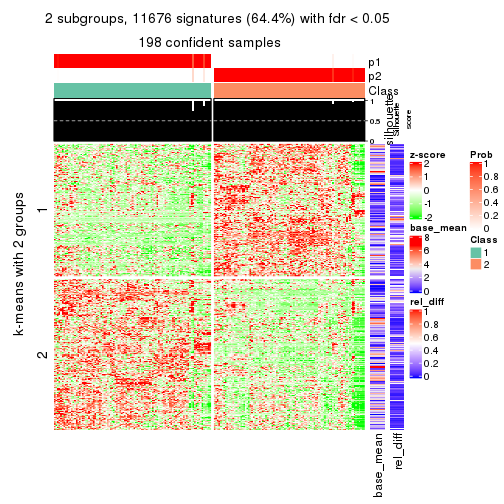 2 subgroups, 11676 signatures (64.4%) with fdr < 0.05
198 confident samples
p1
p2
Class
silhouette
Silhouette
score
1
0.5
0
k-means with 2 groups
1
2
base_mean
rel_diff
z-score
2
1
0
-1
-2
base_mean
8
6
4
2
0
rel_diff
1
0.8
0.6
0.4
0.2
0
Prob
1
0.8
0.6
0.4
0.2
0
Class
1
2